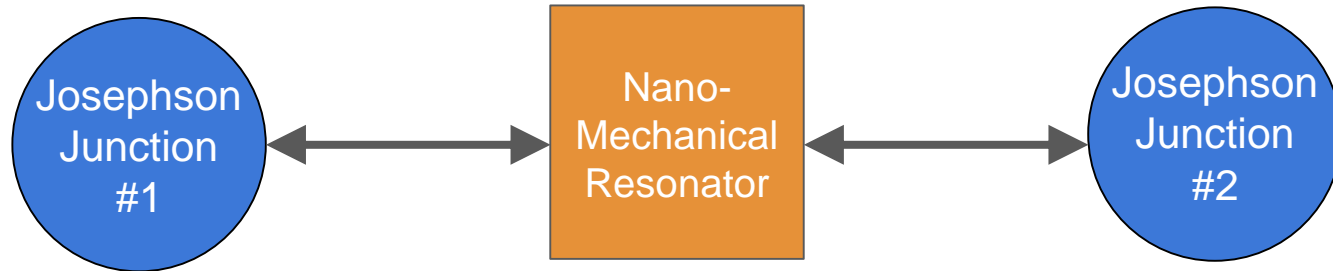 Josephson
Junction
#1
Nano-
Mechanical
Resonator
Josephson
Junction
#2